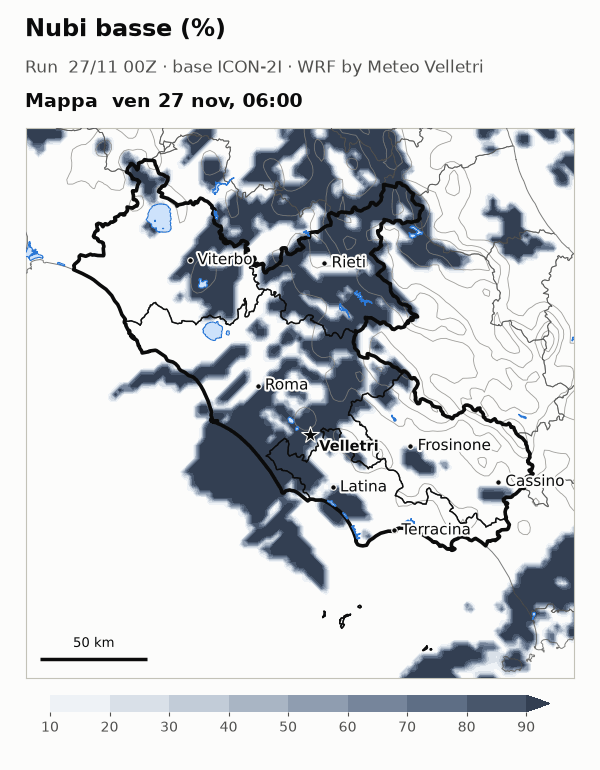 Nubi basse (%)
Run 27/11 00Z · base ICON-2I · WRF by Meteo Velletri
Mappa ven 27 nov, 06:00
Viterbo
Rieti
Roma
Velletri
Frosinone
Latina
Cassino
Terracina
50 km
10 20 30 40 50 60 70 80 90